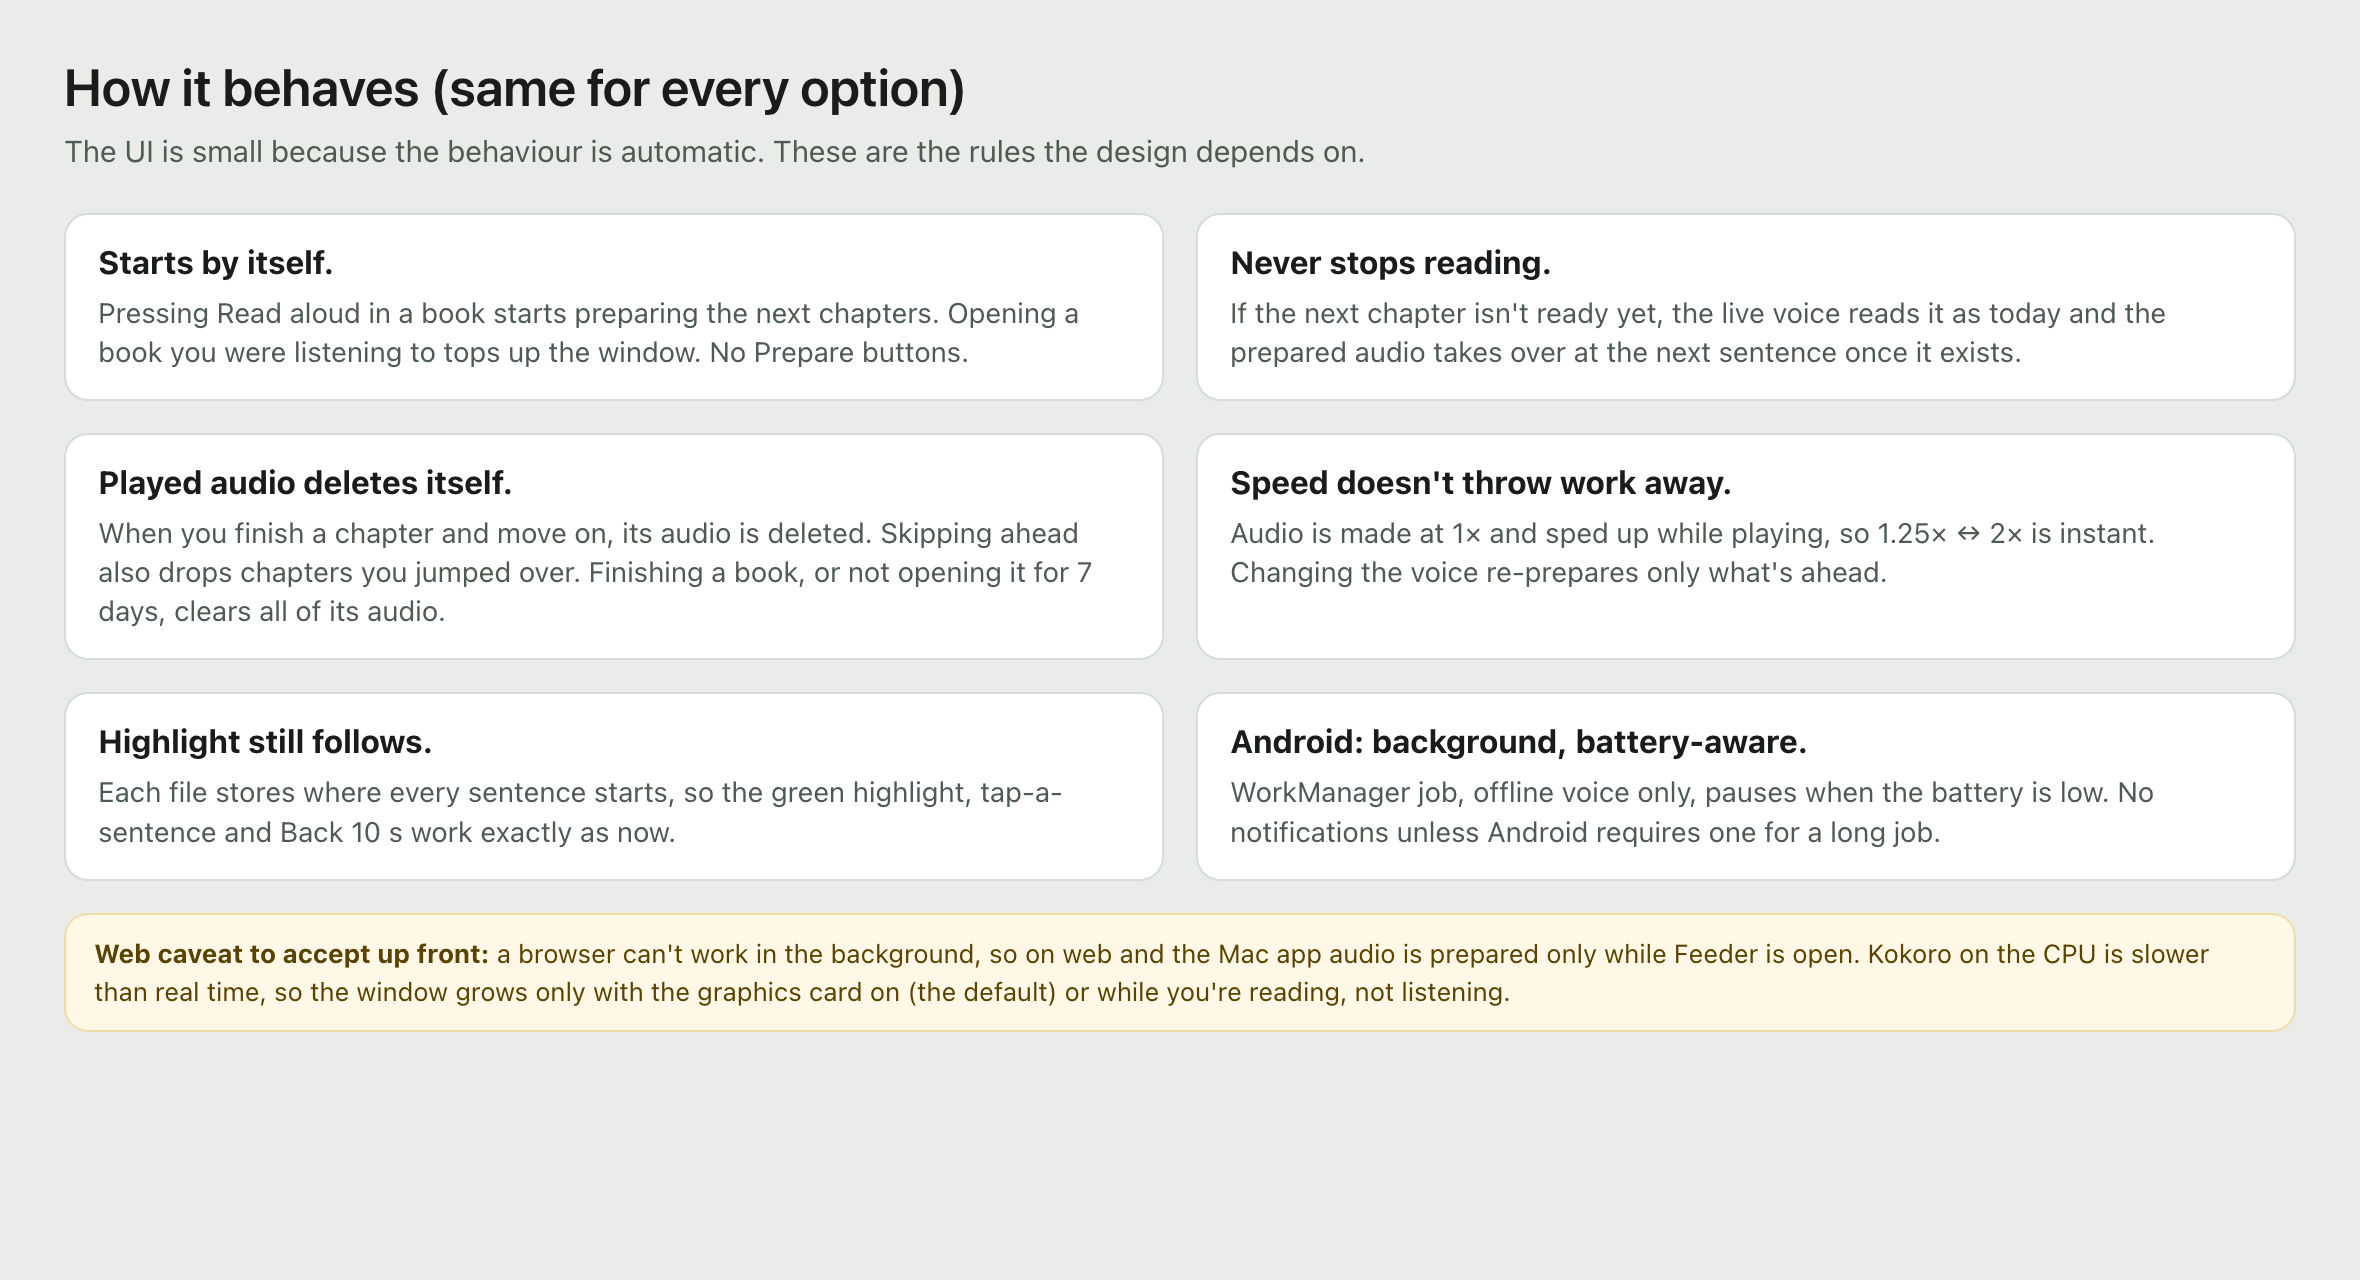 How it behaves (same for every option)
The UI is small because the behaviour is automatic. These are the rules the design depends on.
Starts by itself.
Pressing Read aloud in a book starts preparing the next chapters. Opening a
book you were listening to tops up the window. No Prepare buttons.
Never stops reading.
If the next chapter isn't ready yet, the live voice reads it as today and the
prepared audio takes over at the next sentence once it exists.
Played audio deletes itself.
When you finish a chapter and move on, its audio is deleted. Skipping ahead
also drops chapters you jumped over. Finishing a book, or not opening it for 7
days, clears all of its audio.
Speed doesn't throw work away.
Audio is made at 1× and sped up while playing, so 1.25× ↔ 2× is instant.
Changing the voice re-prepares only what's ahead.
Highlight still follows.
Each file stores where every sentence starts, so the green highlight, tap-a-
sentence and Back 10 s work exactly as now.
Android: background, battery-aware.
WorkManager job, offline voice only, pauses when the battery is low. No
notifications unless Android requires one for a long job.
Web caveat to accept up front: a browser can't work in the background, so on web and the Mac app audio is prepared only while Feeder is open. Kokoro on the CPU is slower
than real time, so the window grows only with the graphics card on (the default) or while you're reading, not listening.